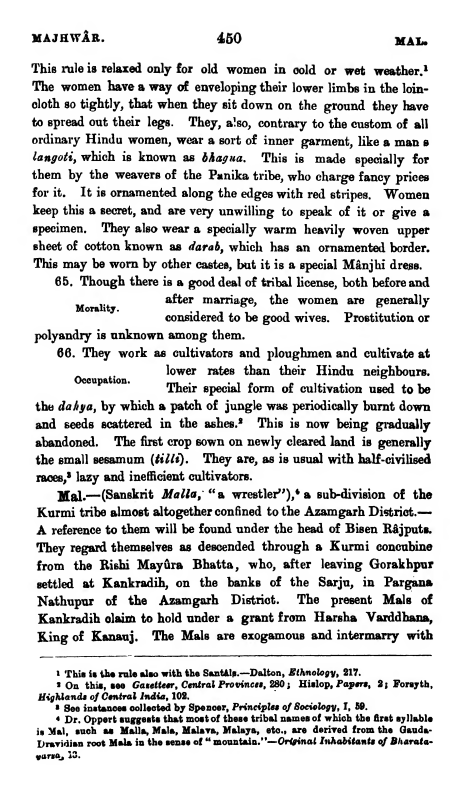 MAJHWÂR. 450 MAL.
This rule is relaxed only for old women in cold or wet weather.¹
The women have a way of enveloping their lower limbs in the loin-
cloth so tightly, that when they sit down on the ground they have
to spread out their legs. They, also, contrary to the custom of all
ordinary Hindu women, wear a sort of inner garment, like a man s
langoti, which is known as bhagua. This is made specially for
them by the weavers of the Panika tribe, who charge fancy prices
for it. It is ornamented along the edges with red stripes. Women
keep this a secret, and are very unwilling to speak of it or give a
specimen. They also wear a specially warm heavily woven upper
sheet of cotton known as darab, which has an ornamented border.
This may be worn by other castes, but it is a special Mânjhi dress.
65. Though there is a good deal of tribal license, both before and
Morality.
after marriage, the women are generally
considered to be good wives. Prostitution or
polyandry is unknown among them.
66. They work as cultivators and ploughmen and cultivate at
Occupation.
lower rates than their Hindu neighbours.
Their special form of cultivation used to be
the dahya, by which a patch of jungle was periodically burnt down
and seeds scattered in the ashes.² This is now being gradually
abandoned. The first crop sown on newly cleared land is generally
the small sesamum (tilli). They are, as is usual with half-civilised
races,³ lazy and inefficient cultivators.
Mal.—(Sanskrit Malla, “a wrestler”),⁴ a sub-division of the
Kurmi tribe almost altogether confined to the Azamgarh District.—
A reference to them will be found under the head of Bisen Râjputs.
They regard themselves as descended through a Kurmi concubine
from the Rishi Mayûra Bhatta, who, after leaving Gorakhpur
settled at Kankradih, on the banks of the Sarju, in Pargana
Nathupur of the Azamgarh District. The present Mals of
Kankradih claim to hold under a grant from Harsha Varddhana,
King of Kanauj. The Mals are exogamous and intermarry with
¹ This is the rule also with the Santâls.—Dalton, Ethnology, 217.
² On this, see Gazetteer, Central Provinces, 280; Hislop, Papers, 2; Forsyth,
Highlands of Central India, 102.
³ See instances collected by Spencer, Principles of Sociology, I, 59.
⁴ Dr. Oppert suggests that most of these tribal names of which the first syllable
is Mal, such as Malla, Mala, Malava, Malaya, etc., are derived from the Gauda-
Dravidian root Mala in the sense of “mountain.”—Original Inhabitants of Bharata-
varsa, 13.